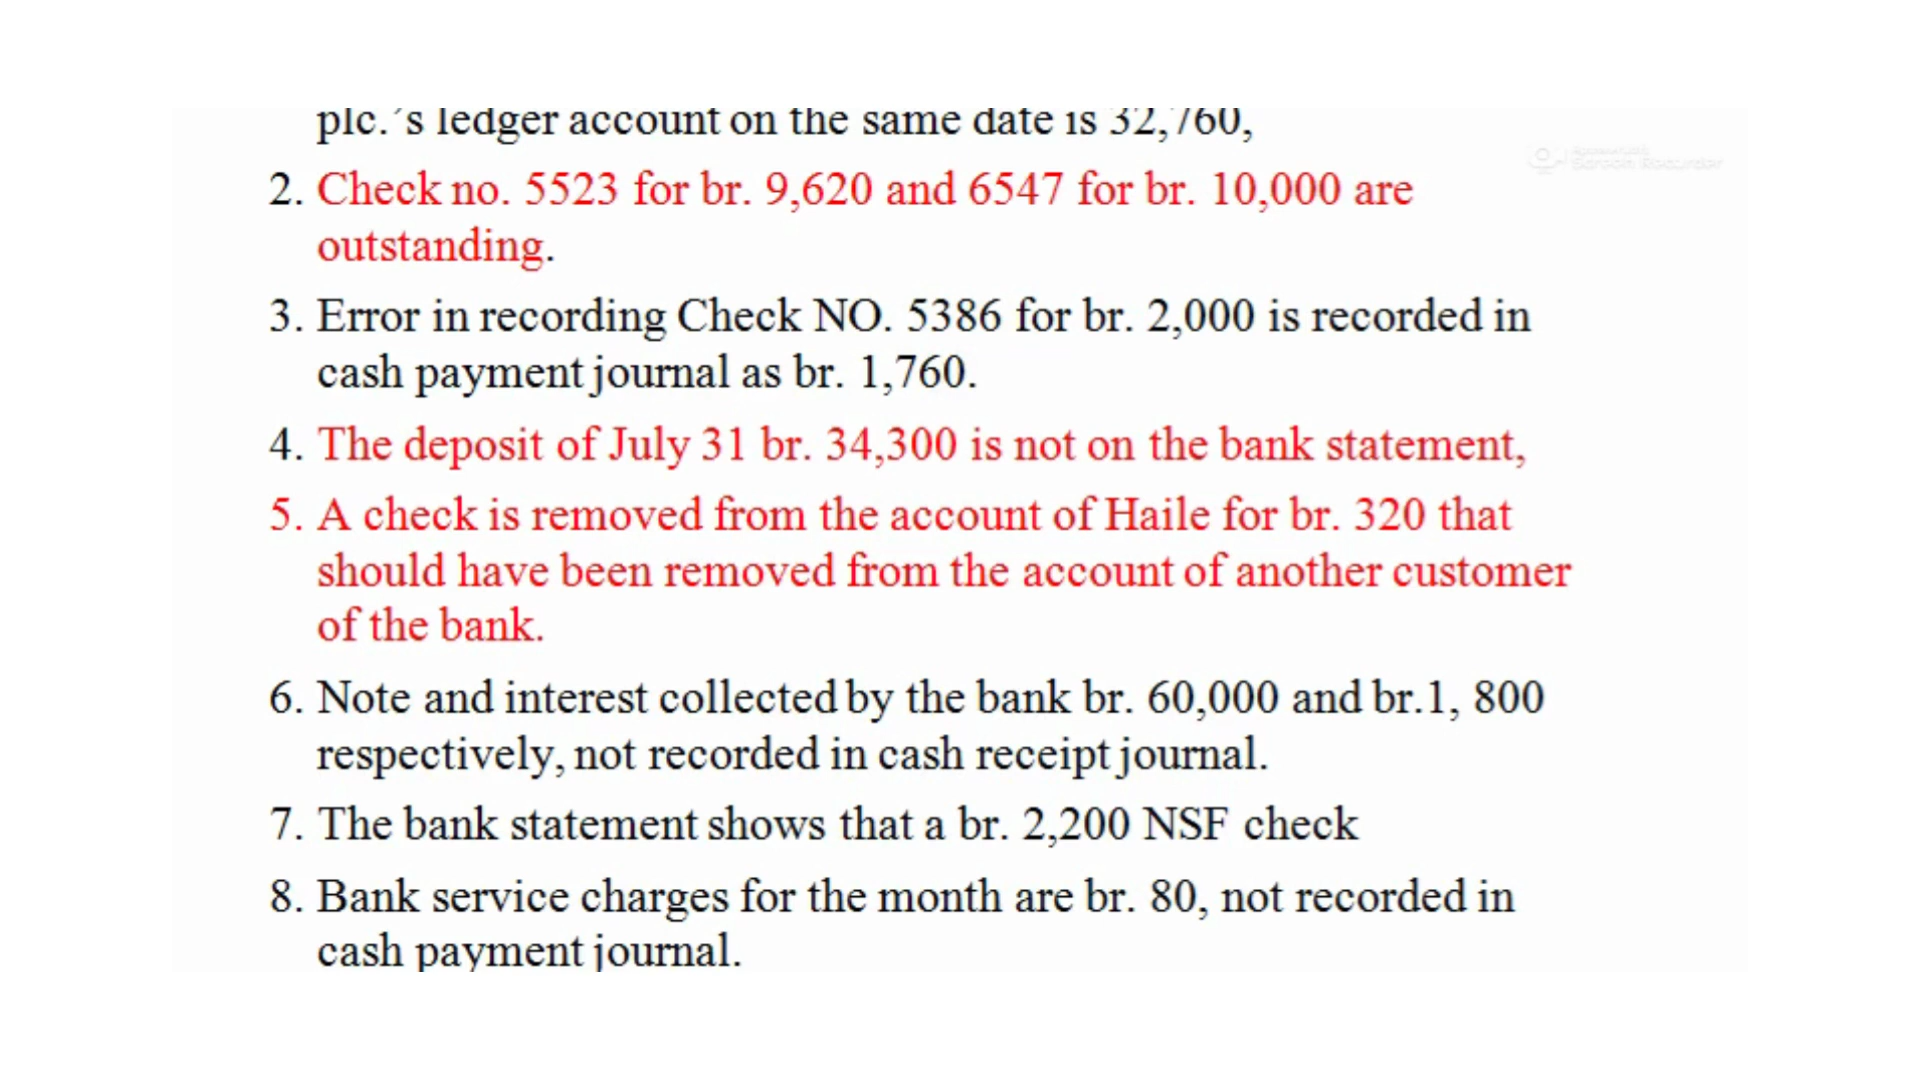 plc.'s ledger account on the same date is 32,760,
2. Check no. 5523 for br. 9,620 and 6547 for br. 10,000 are
outstanding.
3. Error in recording Check NO. 5386 for br. 2,000 is recorded in
cash payment journal as br. 1,760.
4. The deposit of July 31 br. 34,300 is not on the bank statement,
5. A check is removed from the account of Haile for br. 320 that
should have been removed from the account of another customer
of the bank.
6. Note and interest collected by the bank br. 60,000 and br.1, 800
respectively, not recorded in cash receipt journal.
7. The bank statement shows that a br. 2,200 NSF check
8. Bank service charges for the month are br. 80, not recorded in
cash payment journal.
Screen Recorder